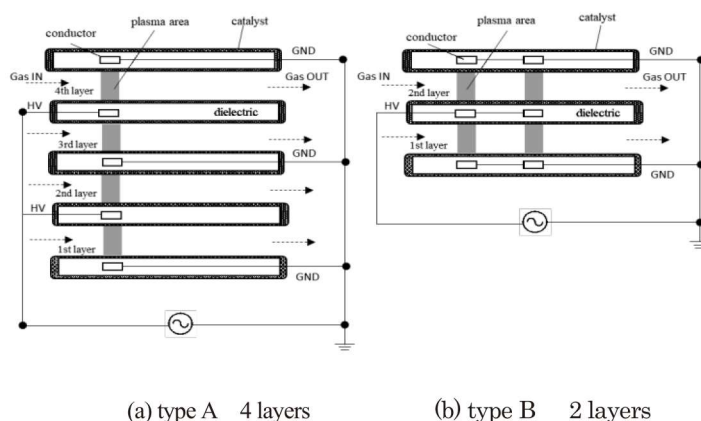 plasma area
catalyst
conductor
GND
Gas IN
Gas OUT
4th layer
HV
dielectric
3rd layer
GND
2nd layer
HV
1st layer
GND
(a) type A 4 layers
plasma area
catalyst
conductor
GND
Gas IN
Gas OUT
2nd layer
HV
dielectric
1st layer
GND
(b) type B 2 layers